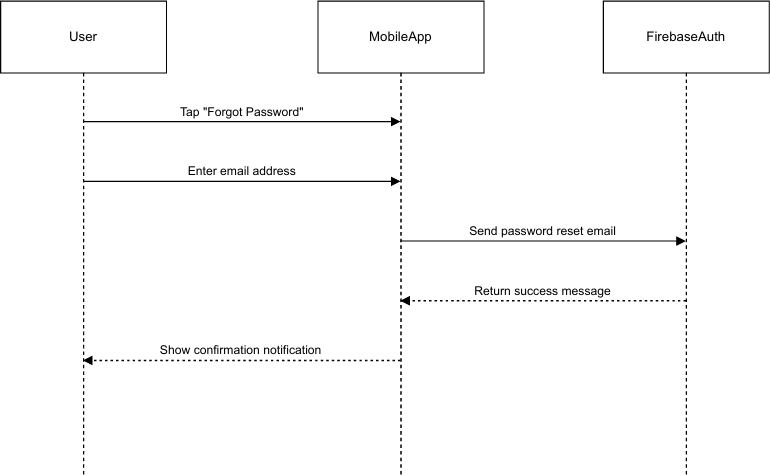 User
MobileApp
FirebaseAuth
Tap "Forgot Password"
Enter email address
Send password reset email
Return success message
Show confirmation notification